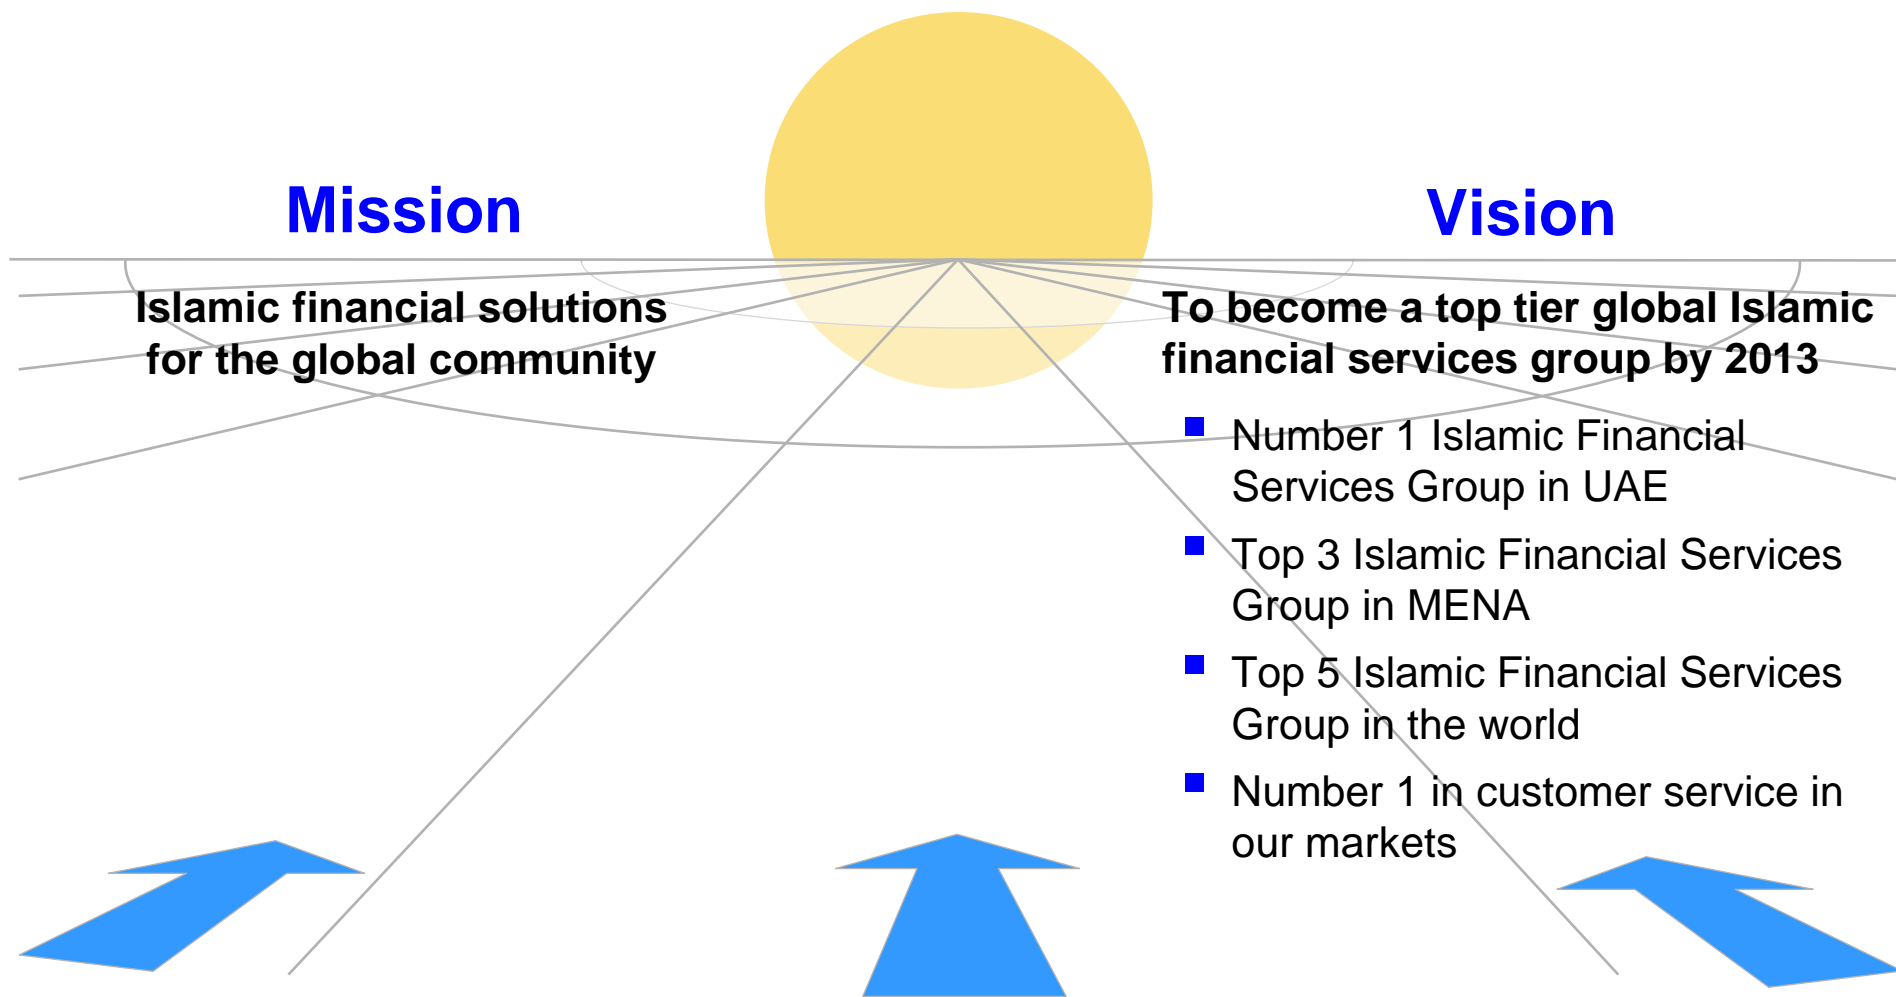 Mission
Islamic financial solutions
for the global community
Vision
To become a top tier global Islamic
financial services group by 2013
Number 1 Islamic Financial
Services Group in UAE
Top 3 Islamic Financial Services
Group in MENA
Top 5 Islamic Financial Services
Group in the world
Number 1 in customer service in
our markets